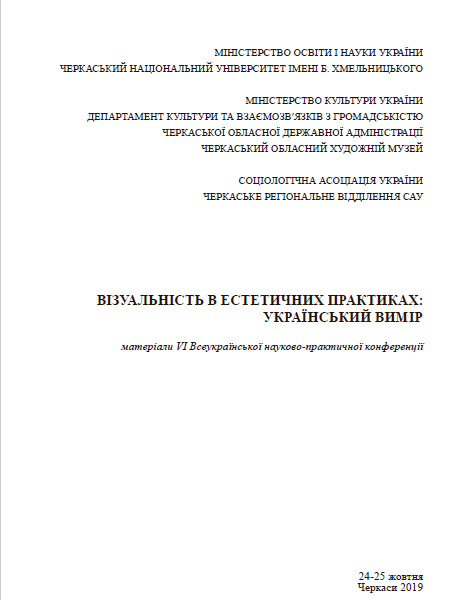 МІНІСТЕРСТВО ОСВІТИ І НАУКИ УКРАЇНИ
ЧЕРКАСЬКИЙ НАЦІОНАЛЬНИЙ УНІВЕРСИТЕТ ІМЕНІ Б. ХМЕЛЬНИЦЬКОГО
МІНІСТЕРСТВО КУЛЬТУРИ УКРАЇНИ
ДЕПАРТАМЕНТ КУЛЬТУРИ ТА ВЗАЄМОЗВ'ЯЗКІВ З ГРОМАДСЬКІСТЮ
ЧЕРКАСЬКОЇ ОБЛАСНОЇ ДЕРЖАВНОЇ АДМІНІСТРАЦІЇ
ЧЕРКАСЬКИЙ ОБЛАСНИЙ ХУДОЖНІЙ МУЗЕЙ
СОЦІОЛОГІЧНА АСОЦІАЦІЯ УКРАЇНИ
ЧЕРКАСЬКЕ РЕГІОНАЛЬНЕ ВІДДІЛЕННЯ САУ
ВІЗУАЛЬНІСТЬ В ЕСТЕТИЧНИХ ПРАКТИКАХ:
УКРАЇНСЬКИЙ ВИМІР
матеріали VI Всеукраїнської науково-практичної конференції
24-25 жовтня
Черкаси 2019